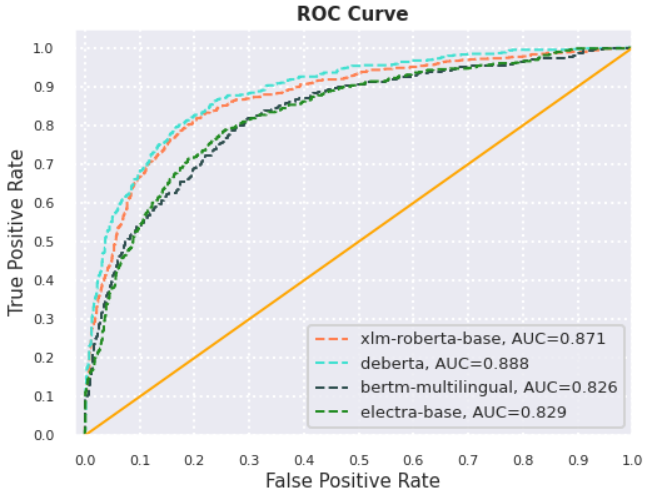 ROC Curve
True Positive Rate
1.0
0.9
0.8
0.7
0.6
0.5
0.4
0.3
0.2
0.1
0.0
xlm-roberta-base, AUC=0.871
deberta, AUC=0.888
bertm-multilingual, AUC=0.826
electra-base, AUC=0.829
0.0 0.1 0.2 0.3 0.4 0.5 0.6 0.7 0.8 0.9 1.0
False Positive Rate